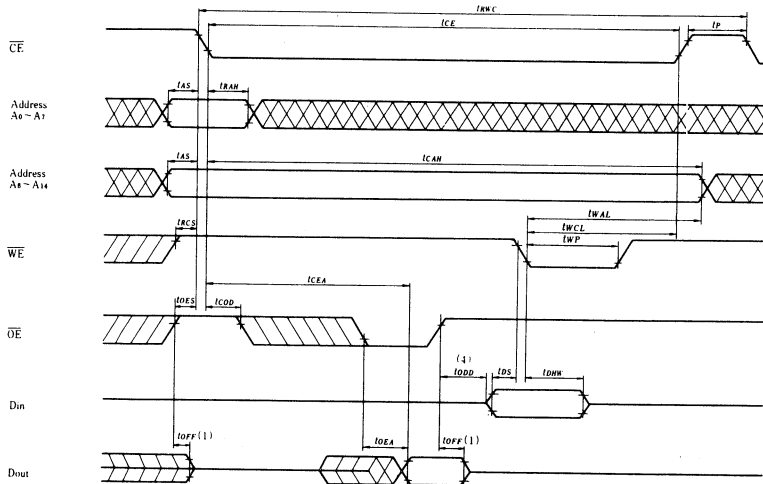 tRWC
tCE
tP
CE
tAS
tRAH
Address
A0~A7
tAS
tCAH
Address
A8~A14
tRCS
tWAL
tWCL
tWP
WE
tCEA
tOES
tCOD
OE
(4)
tODD
tDS
tDHW
Din
tOFF(1)
tOEA
tOFF(1)
Dout